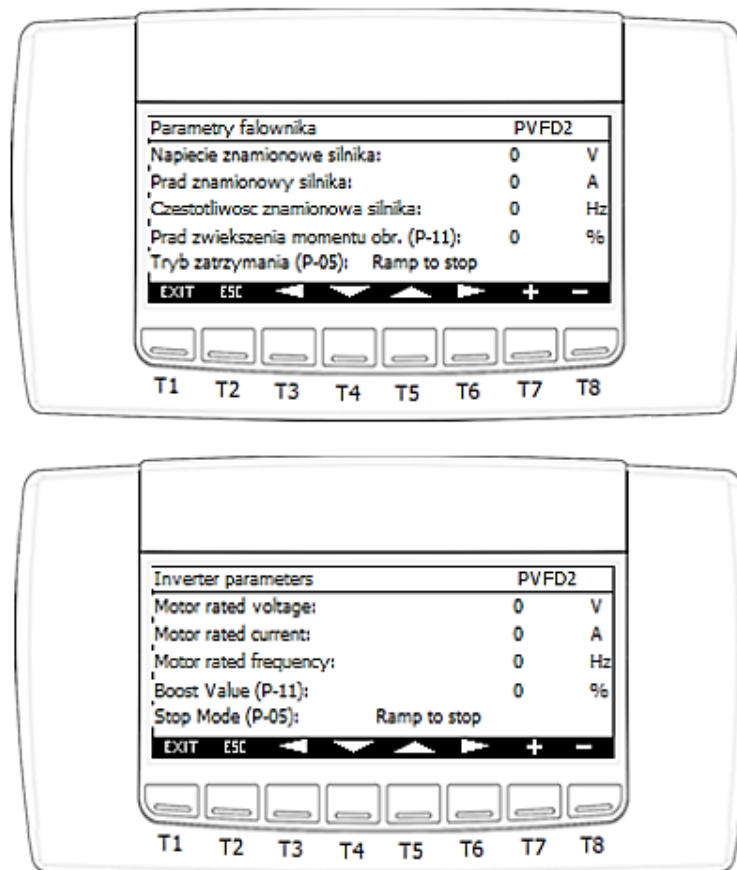 Parametry falownika PVFD2
Napiecie znamionowe silnika: 0 V
Prad znamionowy silnika: 0 A
Czestotliwosc znamionowa silnika: 0 Hz
Prad zwiekszenia momentu obr. (P-11): 0 %
Tryb zatrzymania (P-05): Ramp to stop
EXIT ESC + −
T1 T2 T3 T4 T5 T6 T7 T8
Inverter parameters PVFD2
Motor rated voltage: 0 V
Motor rated current: 0 A
Motor rated frequency: 0 Hz
Boost Value (P-11): 0 %
Stop Mode (P-05): Ramp to stop
EXIT ESC + −
T1 T2 T3 T4 T5 T6 T7 T8